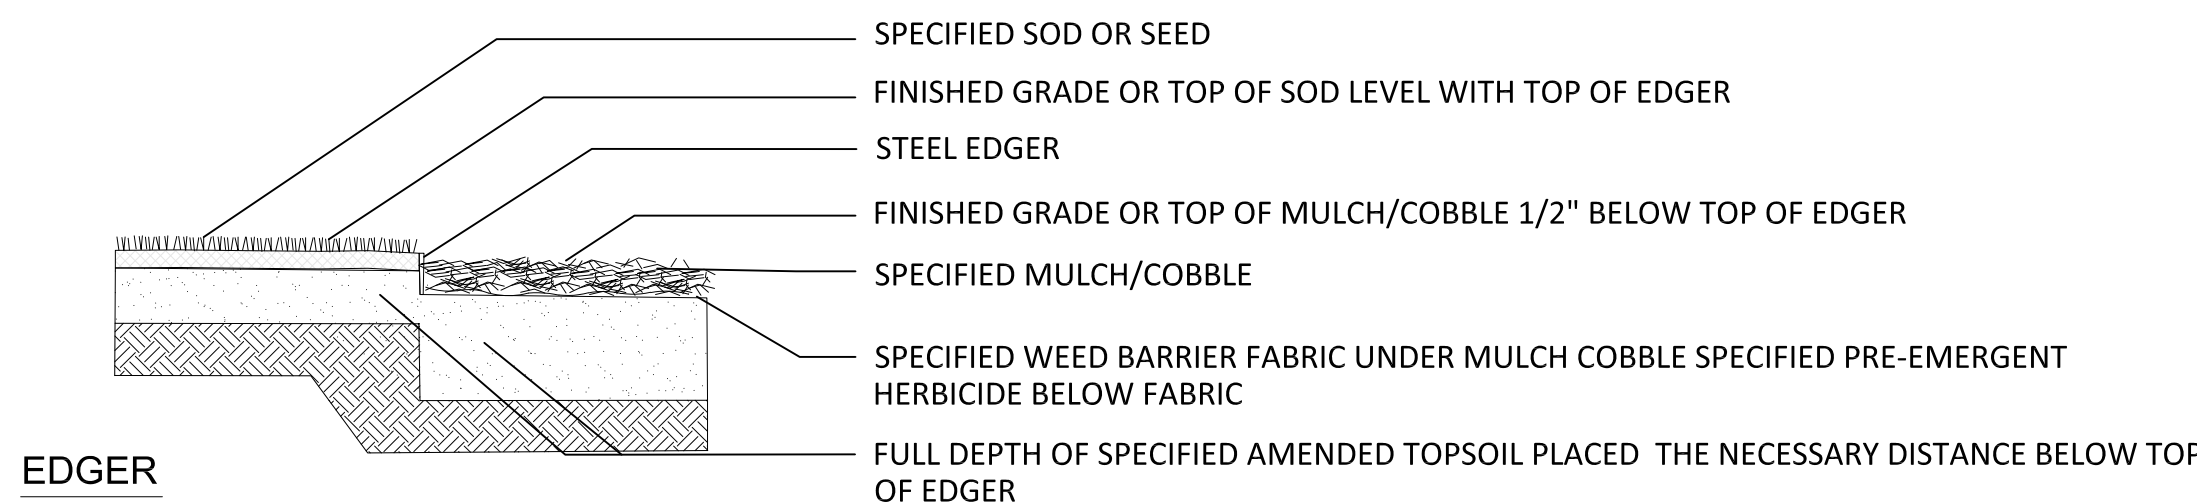 SPECIFIED SOD OR SEED
FINISHED GRADE OR TOP OF SOD LEVEL WITH TOP OF EDGER
STEEL EDGER
FINISHED GRADE OR TOP OF MULCH/COBBLE 1/2" BELOW TOP OF EDGER
SPECIFIED MULCH/COBBLE
SPECIFIED WEED BARRIER FABRIC UNDER MULCH COBBLE SPECIFIED PRE-EMERGENT
HERBICIDE BELOW FABRIC
FULL DEPTH OF SPECIFIED AMENDED TOPSOIL PLACED THE NECESSARY DISTANCE BELOW TOP
OF EDGER
EDGER